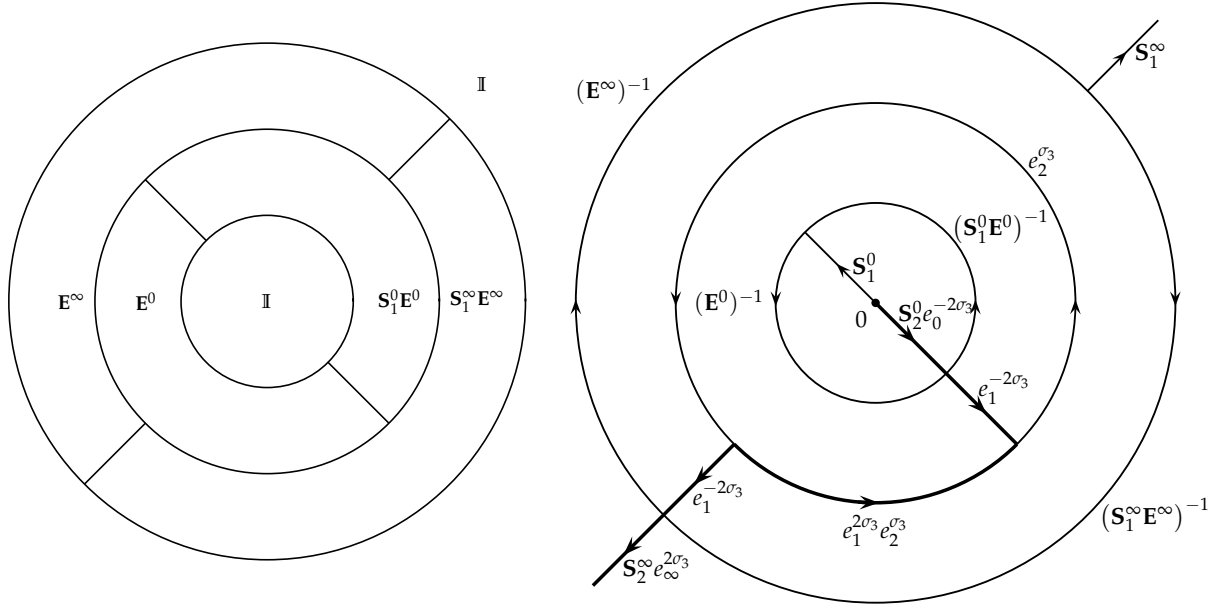 𝕀
𝐄^∞
𝐄^0
𝕀
𝐒_1^0𝐄^0
𝐒_1^∞𝐄^∞
𝐒_1^∞
(𝐄^∞)^{−1}
e_2^{σ_3}
(𝐒_1^0𝐄^0)^{−1}
𝐒_1^0
(𝐄^0)^{−1}
0
𝐒_2^0e_0^{−2σ_3}
e_1^{−2σ_3}
e_1^{−2σ_3}
e_1^{2σ_3}e_2^{σ_3}
(𝐒_1^∞𝐄^∞)^{−1}
𝐒_2^∞e_∞^{2σ_3}